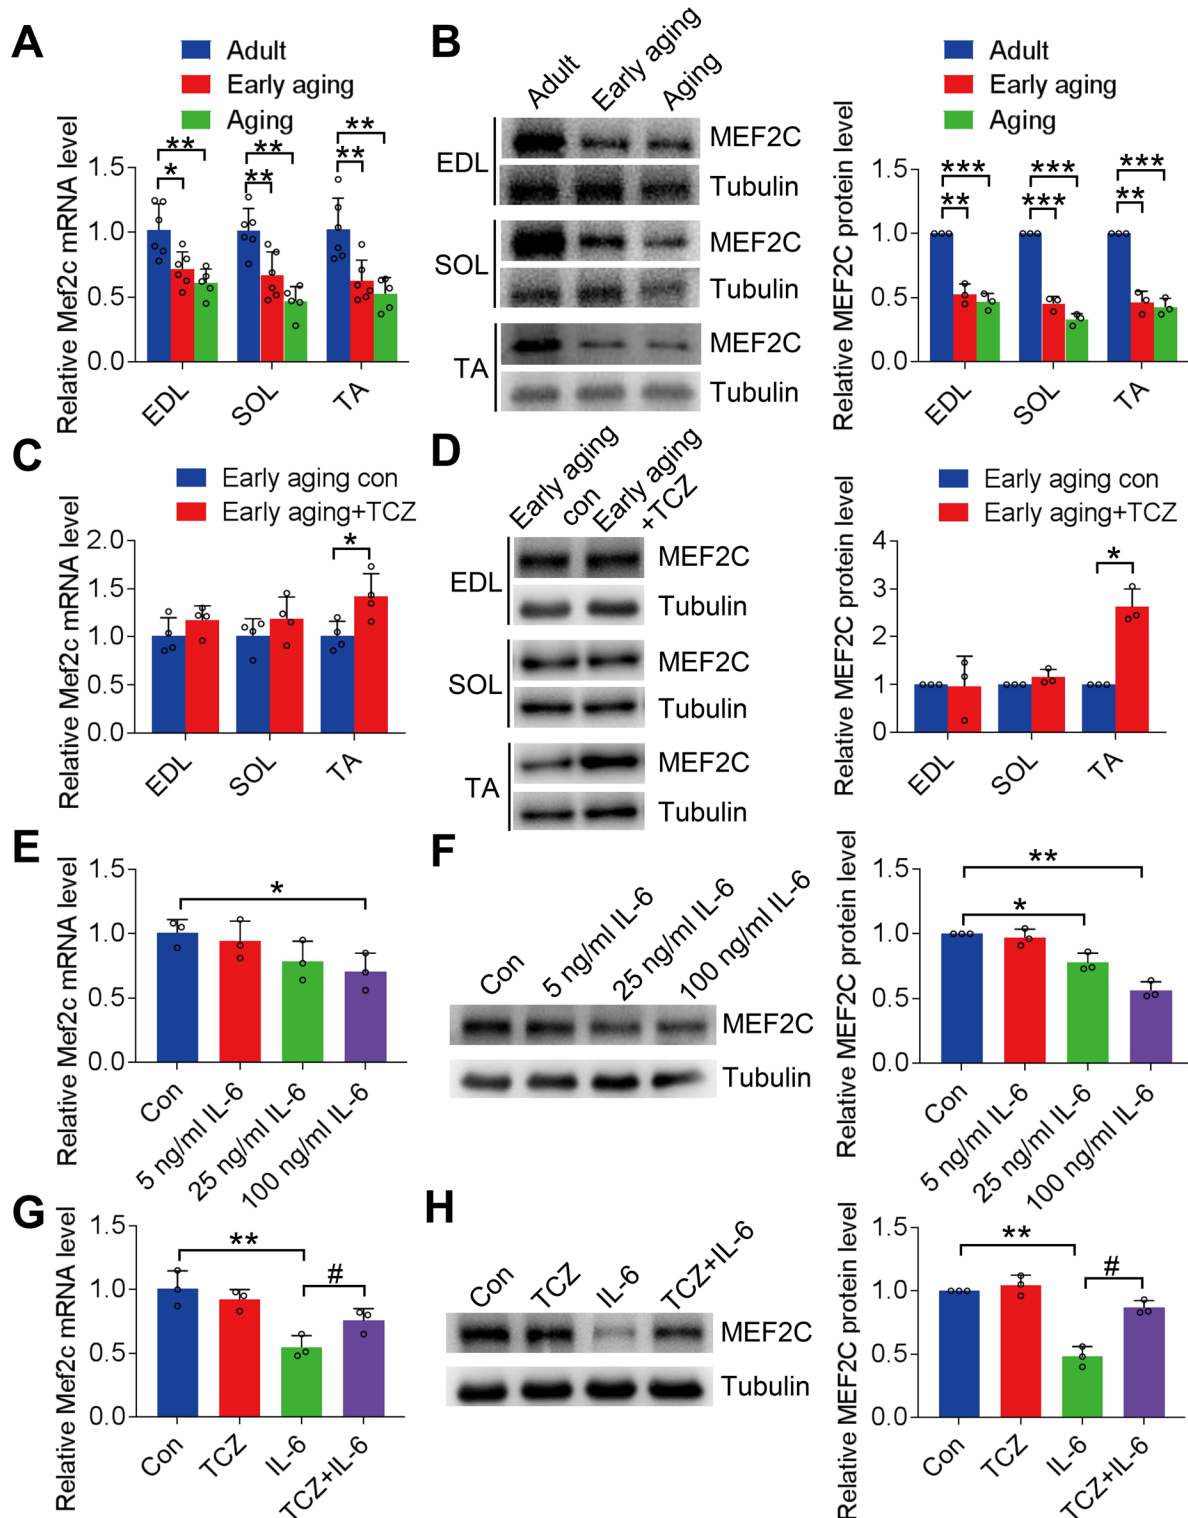 A
Adult
Early aging
Aging
Relative Mef2c mRNA level
1.5
1.0
0.5
0.0
**
*
**
**
**
**
EDL
SOL
TA
B
Adult
Early aging
Aging
EDL
MEF2C
Tubulin
SOL
MEF2C
Tubulin
TA
MEF2C
Tubulin
Adult
Early aging
Aging
Relative MEF2C protein level
1.5
1.0
0.5
0.0
***
**
***
***
***
**
EDL
SOL
TA
C
Early aging con
Early aging+TCZ
Relative Mef2c mRNA level
2.0
1.5
1.0
0.5
0.0
*
EDL
SOL
TA
D
Early aging
con
Early aging
+TCZ
EDL
MEF2C
Tubulin
SOL
MEF2C
Tubulin
TA
MEF2C
Tubulin
Early aging con
Early aging+TCZ
Relative MEF2C protein level
4
3
2
1
0
*
EDL
SOL
TA
E
Relative Mef2c mRNA level
1.5
1.0
0.5
0.0
*
Con
5 ng/ml IL-6
25 ng/ml IL-6
100 ng/ml IL-6
F
Con
5 ng/ml IL-6
25 ng/ml IL-6
100 ng/ml IL-6
MEF2C
Tubulin
Relative MEF2C protein level
1.5
1.0
0.5
0.0
**
*
Con
5 ng/ml IL-6
25 ng/ml IL-6
100 ng/ml IL-6
G
Relative Mef2c mRNA level
1.5
1.0
0.5
0.0
**
#
Con
TCZ
IL-6
TCZ+IL-6
H
Con
TCZ
IL-6
TCZ+IL-6
MEF2C
Tubulin
Relative MEF2C protein level
1.5
1.0
0.5
0.0
**
#
Con
TCZ
IL-6
TCZ+IL-6